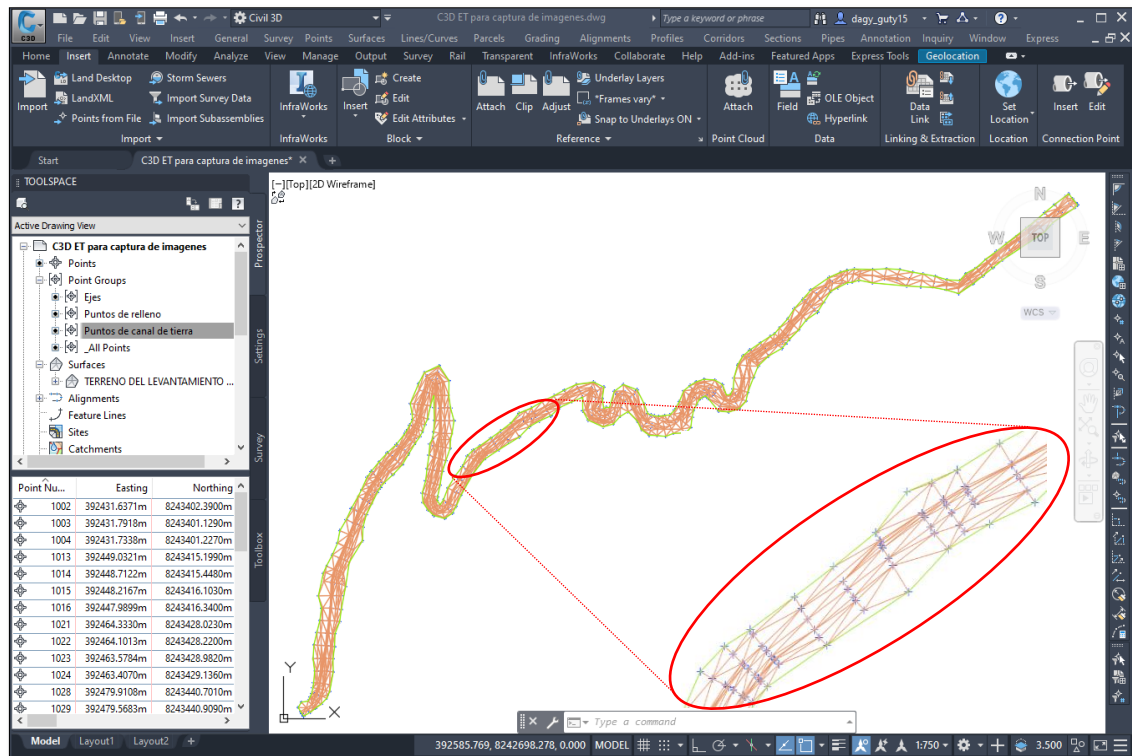 C3D Civil 3D C3D ET para captura de imagenes.dwg Type a keyword or phrase dagy_guty15
File Edit View Insert General Survey Points Surfaces Lines/Curves Parcels Grading Alignments Profiles Corridors Sections Pipes Annotation Inquiry Window Express
Home Insert Annotate Modify Analyze View Manage Output Survey Rail Transparent InfraWorks Collaborate Help Add-ins Featured Apps Express Tools Geolocation
Import
Land Desktop Storm Sewers
LandXML Import Survey Data
Points from File Import Subassemblies
Import
InfraWorks
InfraWorks
Insert
Create
Edit
Edit Attributes
Block
Attach Clip Adjust
Underlay Layers
*Frames vary*
Snap to Underlays ON
Reference
Attach
Point Cloud
Field
OLE Object
Hyperlink
Data
Data Link
Linking & Extraction
Set Location
Location
Insert Edit
Connection Point
Start C3D ET para captura de imagenes* +
TOOLSPACE
Active Drawing View
C3D ET para captura de imagenes
Points
Point Groups
Ejes
Puntos de relleno
Puntos de canal de tierra
_All Points
Surfaces
TERRENO DEL LEVANTAMIENTO ...
Alignments
Feature Lines
Sites
Catchments
Prospector
Settings
Survey
Toolbox
Point Nu... Easting Northing
1002 392431.6371m 8243402.3900m
1003 392431.7918m 8243401.1290m
1004 392431.7338m 8243401.2270m
1013 392449.0321m 8243415.1990m
1014 392448.7122m 8243415.4480m
1015 392448.2167m 8243416.1030m
1016 392447.9899m 8243416.3400m
1021 392464.3330m 8243428.0230m
1022 392464.1013m 8243428.2200m
1023 392463.5784m 8243428.9820m
1024 392463.4070m 8243429.1360m
1028 392479.9108m 8243440.7010m
1029 392479.5683m 8243440.9090m
[−][Top][2D Wireframe]
N
W TOP E
S
WCS
Y
X
Type a command
Model Layout1 Layout2 + 392585.769, 8242698.278, 0.000 MODEL 1:750 3.500